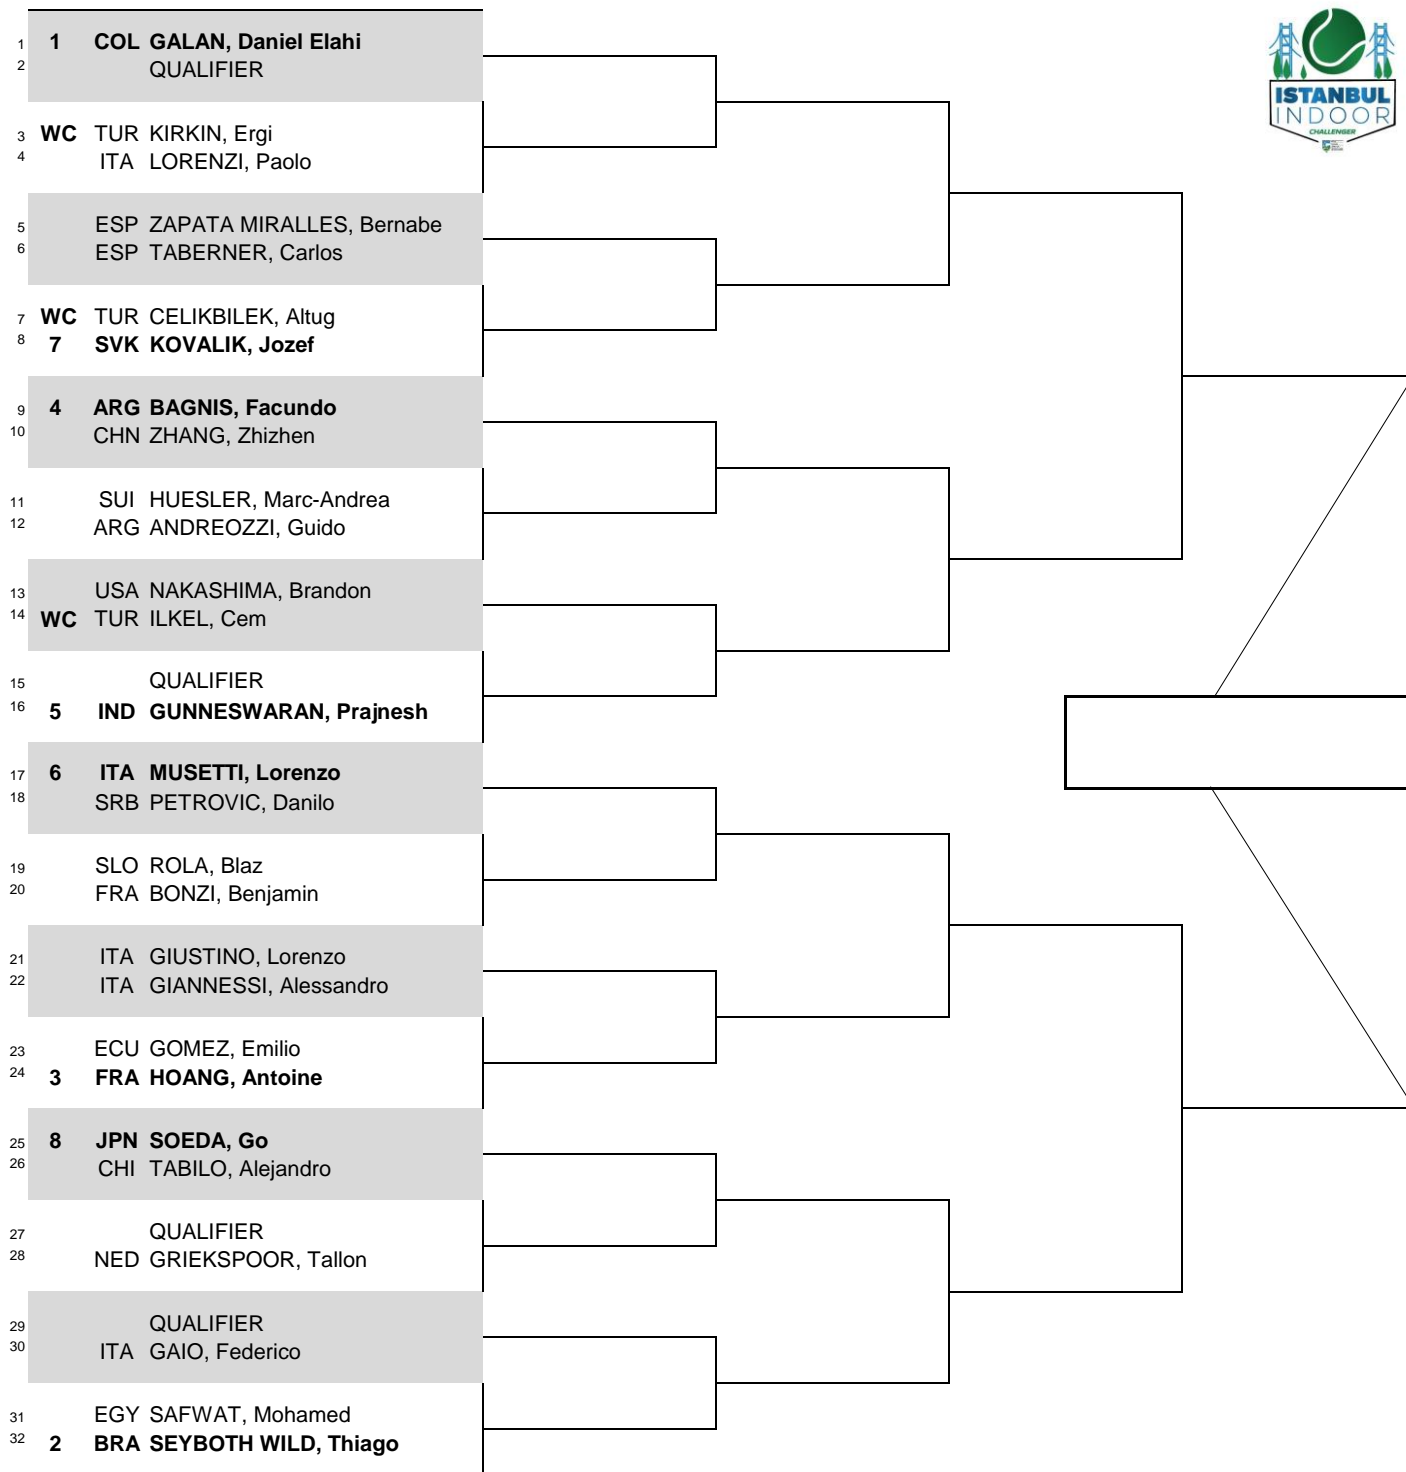 ISTANBUL
INDOOR
CHALLENGER
1 1 COL GALAN, Daniel Elahi
2 QUALIFIER
3 WC TUR KIRKIN, Ergi
4 ITA LORENZI, Paolo
5 ESP ZAPATA MIRALLES, Bernabe
6 ESP TABERNER, Carlos
7 WC TUR CELIKBILEK, Altug
8 7 SVK KOVALIK, Jozef
9 4 ARG BAGNIS, Facundo
10 CHN ZHANG, Zhizhen
11 SUI HUESLER, Marc-Andrea
12 ARG ANDREOZZI, Guido
13 USA NAKASHIMA, Brandon
14 WC TUR ILKEL, Cem
15 QUALIFIER
16 5 IND GUNNESWARAN, Prajnesh
17 6 ITA MUSETTI, Lorenzo
18 SRB PETROVIC, Danilo
19 SLO ROLA, Blaz
20 FRA BONZI, Benjamin
21 ITA GIUSTINO, Lorenzo
22 ITA GIANNESSI, Alessandro
23 ECU GOMEZ, Emilio
24 3 FRA HOANG, Antoine
25 8 JPN SOEDA, Go
26 CHI TABILO, Alejandro
27 QUALIFIER
28 NED GRIEKSPOOR, Tallon
29 QUALIFIER
30 ITA GAIO, Federico
31 EGY SAFWAT, Mohamed
32 2 BRA SEYBOTH WILD, Thiago